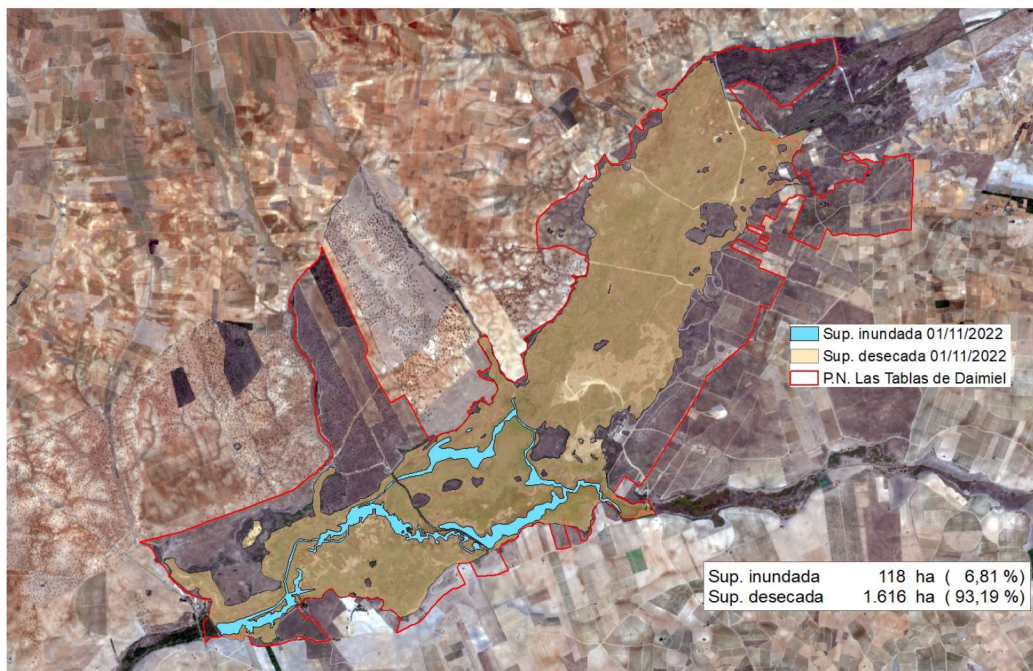 Sup. inundada 01/11/2022
Sup. desecada 01/11/2022
P.N. Las Tablas de Daimiel
Sup. inundada 118 ha ( 6,81 %)
Sup. desecada 1.616 ha ( 93,19 %)